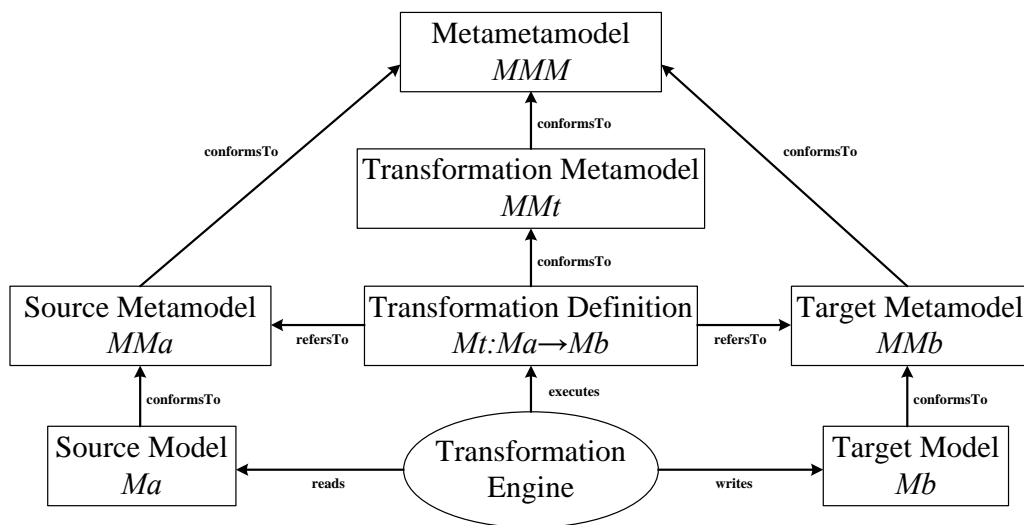 Metametamodel
MMM
conformsTo
conformsTo
conformsTo
Transformation Metamodel
MMt
conformsTo
Source Metamodel
MMa
refersTo
Transformation Definition
Mt:Ma→Mb
refersTo
Target Metamodel
MMb
conformsTo
executes
conformsTo
Source Model
Ma
reads
Transformation
Engine
writes
Target Model
Mb